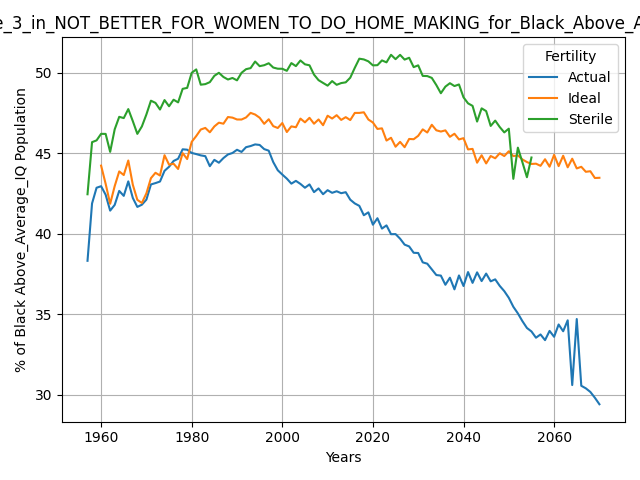 e_3_in_NOT_BETTER_FOR_WOMEN_TO_DO_HOME_MAKING_for_Black_Above_A
Fertility
Actual
Ideal
Sterile
% of Black Above_Average_IQ Population
50
45
40
35
30
1960
1980
2000
2020
2040
2060
Years